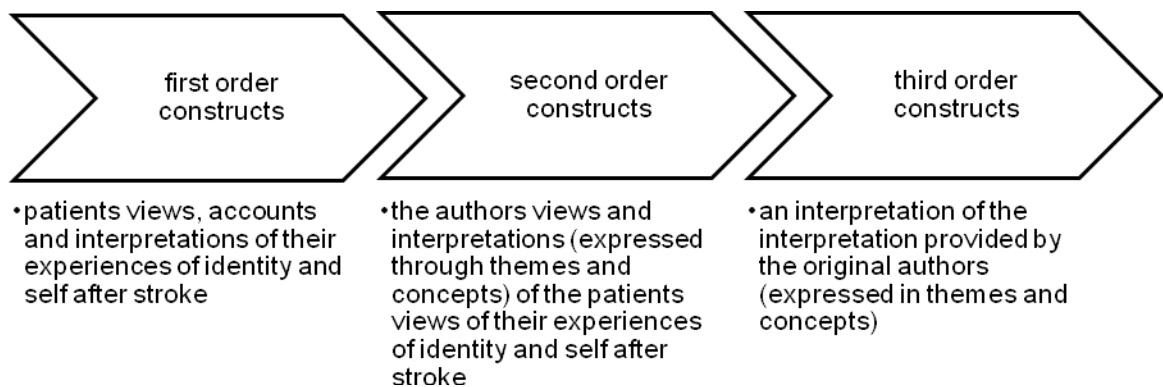 first order
constructs
second order
constructs
third order
constructs
•patients views, accounts
and interpretations of their
experiences of identity and
self after stroke
•the authors views and
interpretations (expressed
through themes and
concepts) of the patients
views of their experiences
of identity and self after
stroke
•an interpretation of the
interpretation provided by
the original authors
(expressed in themes and
concepts)